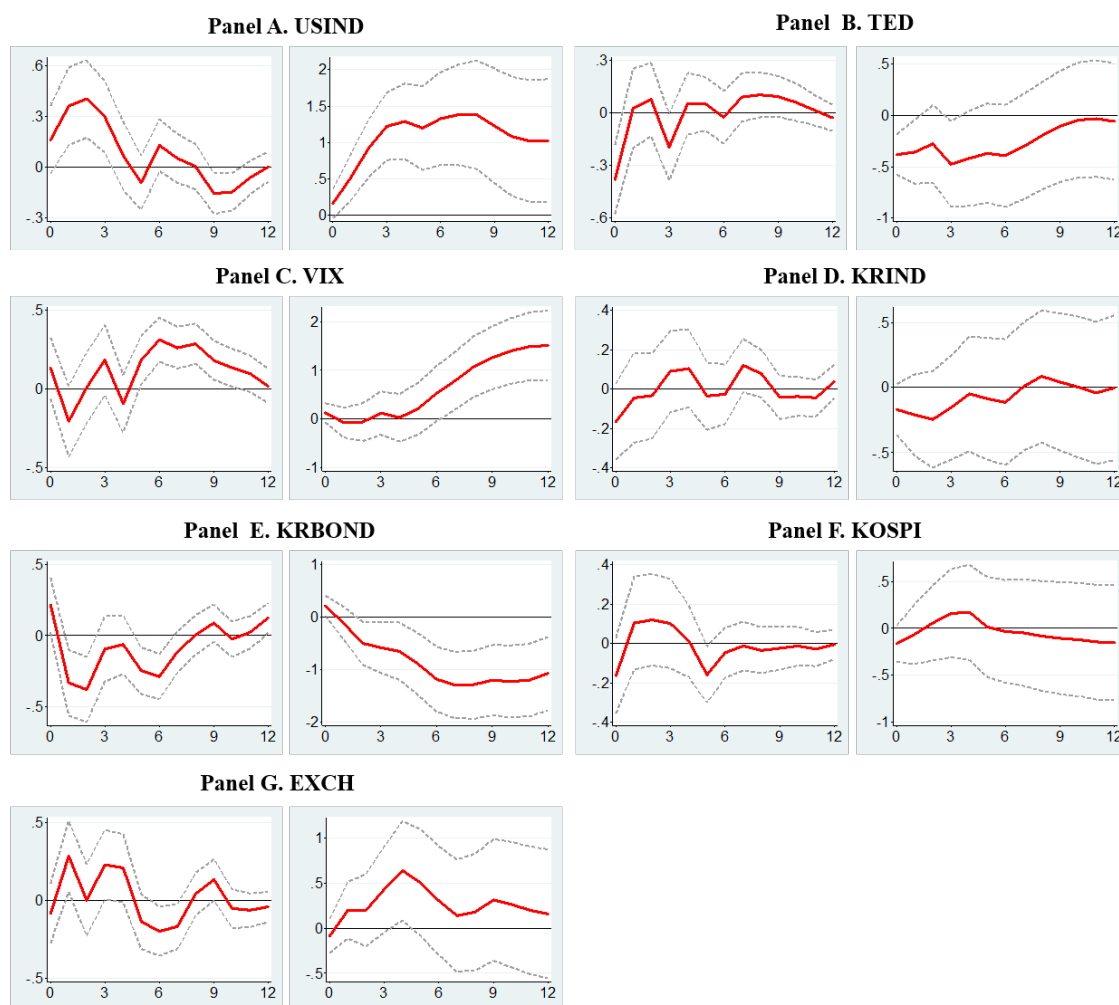 Panel A. USIND
Panel B. TED
.6
.3
0
-.3
0 3 6 9 12
2
1.5
1
.5
0
0 3 6 9 12
.3
0
-.3
-.6
0 3 6 9 12
.5
0
-.5
-1
0 3 6 9 12
Panel C. VIX
Panel D. KRIND
.5
0
-.5
0 3 6 9 12
2
1
0
-1
0 3 6 9 12
.4
.2
0
-.2
-.4
0 3 6 9 12
.5
0
-.5
0 3 6 9 12
Panel E. KRBOND
Panel F. KOSPI
.5
0
-.5
0 3 6 9 12
1
0
-1
-2
0 3 6 9 12
.4
.2
0
-.2
-.4
0 3 6 9 12
.5
0
-.5
-1
0 3 6 9 12
Panel G. EXCH
.5
0
-.5
0 3 6 9 12
1
.5
0
-.5
0 3 6 9 12